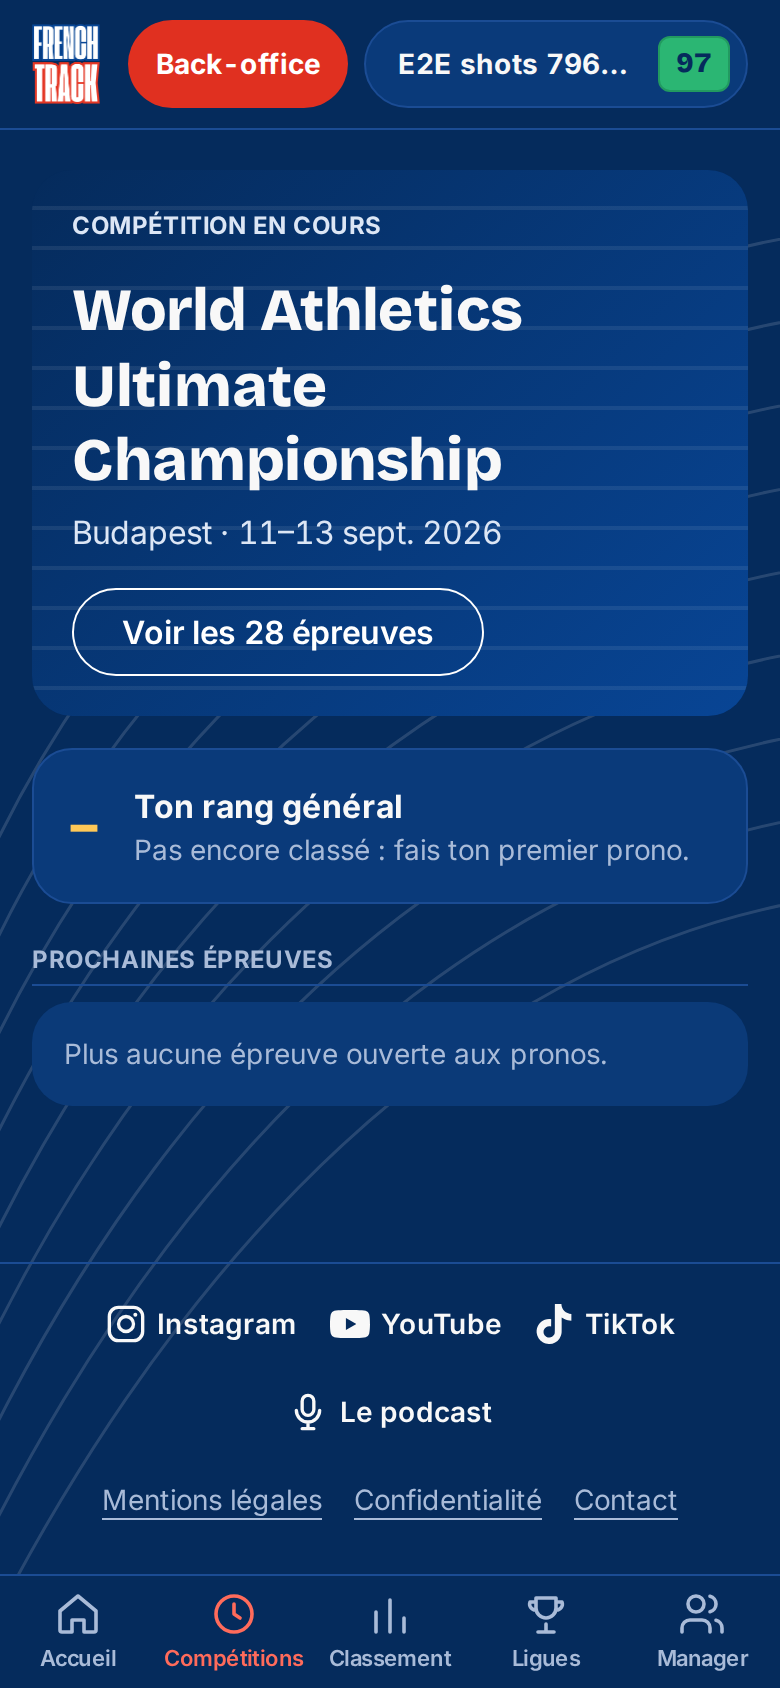 FRENCH
TRACK
Back-office
E2E shots 796...
97
COMPÉTITION EN COURS
World Athletics
Ultimate
Championship
Budapest · 11–13 sept. 2026
Voir les 28 épreuves
–
Ton rang général
Pas encore classé : fais ton premier prono.
PROCHAINES ÉPREUVES
Plus aucune épreuve ouverte aux pronos.
Instagram YouTube TikTok
Le podcast
Mentions légales Confidentialité Contact
Accueil Compétitions Classement Ligues Manager